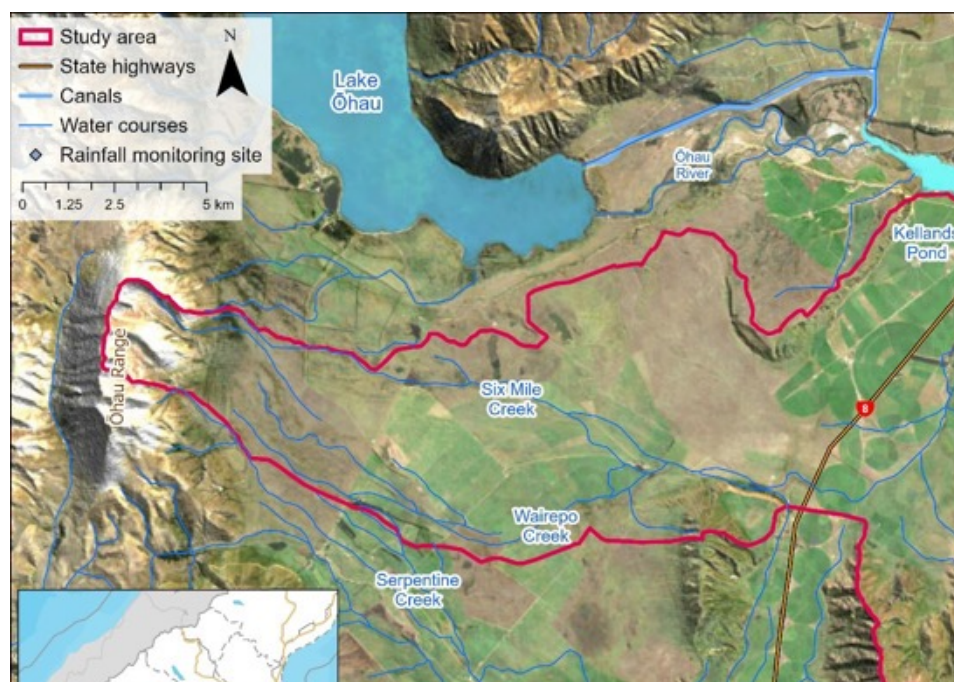 Study area
State highways
Canals
Water courses
Rainfall monitoring site
0 1.25 2.5 5 km
N
Lake
Ōhau
Ōhau
River
Kellands
Pond
Ōhau Range
Six Mile
Creek
8
Wairepo
Creek
Serpentine
Creek